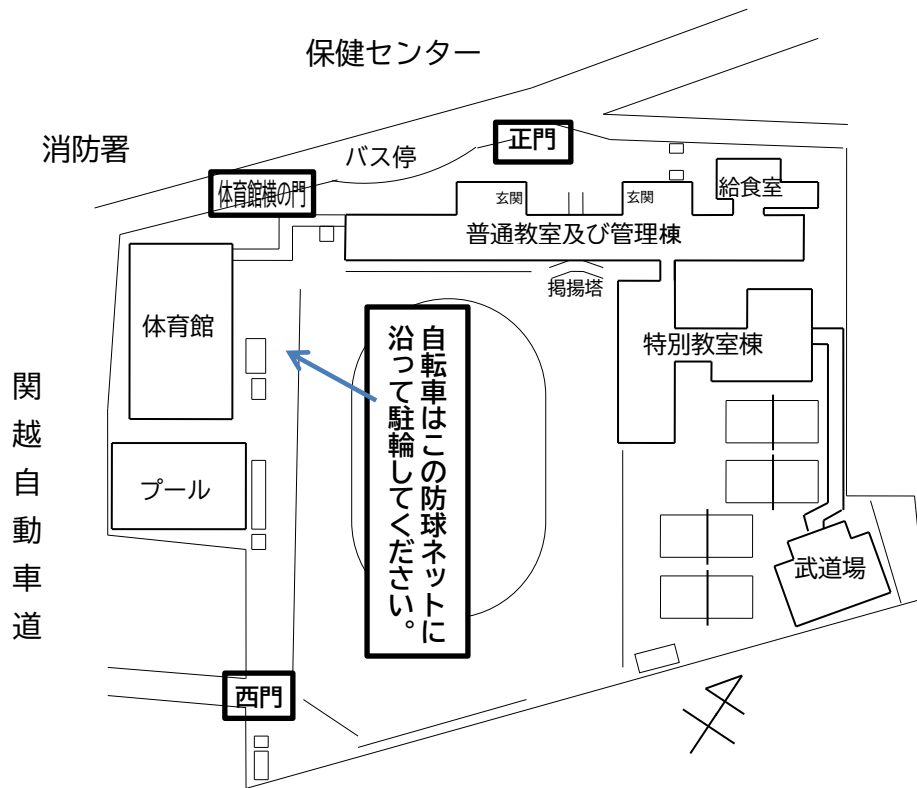 保健センター
消防署
正門
バス停
体育館横の門
給食室
玄関
玄関
普通教室及び管理棟
掲揚塔
体育館
特別教室棟
自転車はこの防球ネットに
沿って駐輪してください。
関越自動車道
プール
武道場
西門